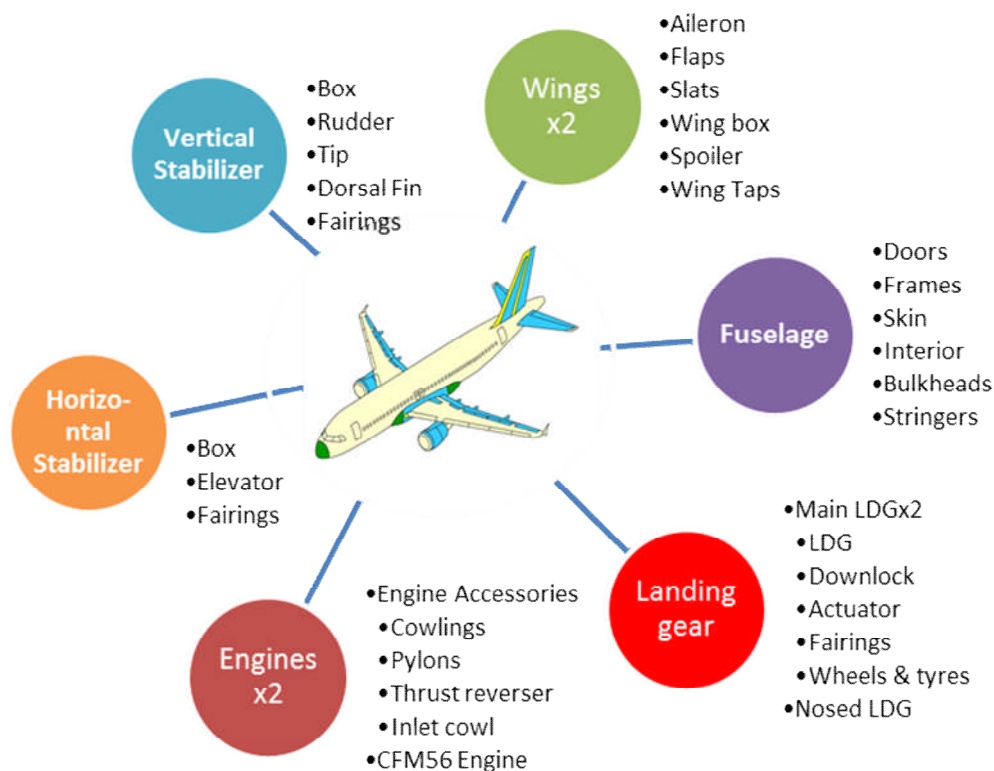 Vertical
Stabilizer
•Box
•Rudder
•Tip
•Dorsal Fin
•Fairings
Wings
x2
•Aileron
•Flaps
•Slats
•Wing box
•Spoiler
•Wing Taps
Fuselage
•Doors
•Frames
•Skin
•Interior
•Bulkheads
•Stringers
Horizo-
ntal
Stabilizer
•Box
•Elevator
•Fairings
Engines
x2
•Engine Accessories
•Cowlings
•Pylons
•Thrust reverser
•Inlet cowl
•CFM56 Engine
Landing
gear
•Main LDGx2
•LDG
•Downlock
•Actuator
•Fairings
•Wheels & tyres
•Nosed LDG